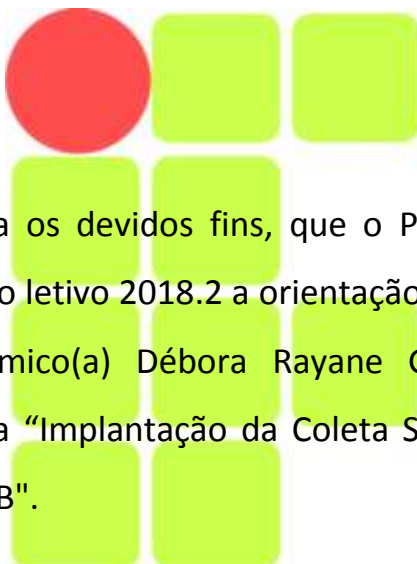 a os devidos fins, que o P
o letivo 2018.2 a orientação
mico(a) Débora Rayane
a “Implantação da Coleta S
B".